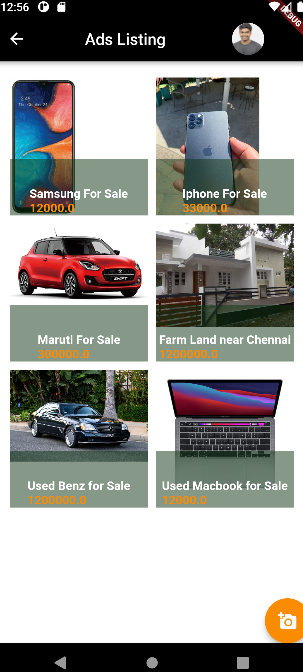 12:56
DEBUG
Ads Listing
Samsung For Sale
12000.0
Iphone For Sale
33000.0
Maruti For Sale
300000.0
Farm Land near Chennai
1200000.0
Used Benz for Sale
1200000.0
Used Macbook for Sale
12000.0